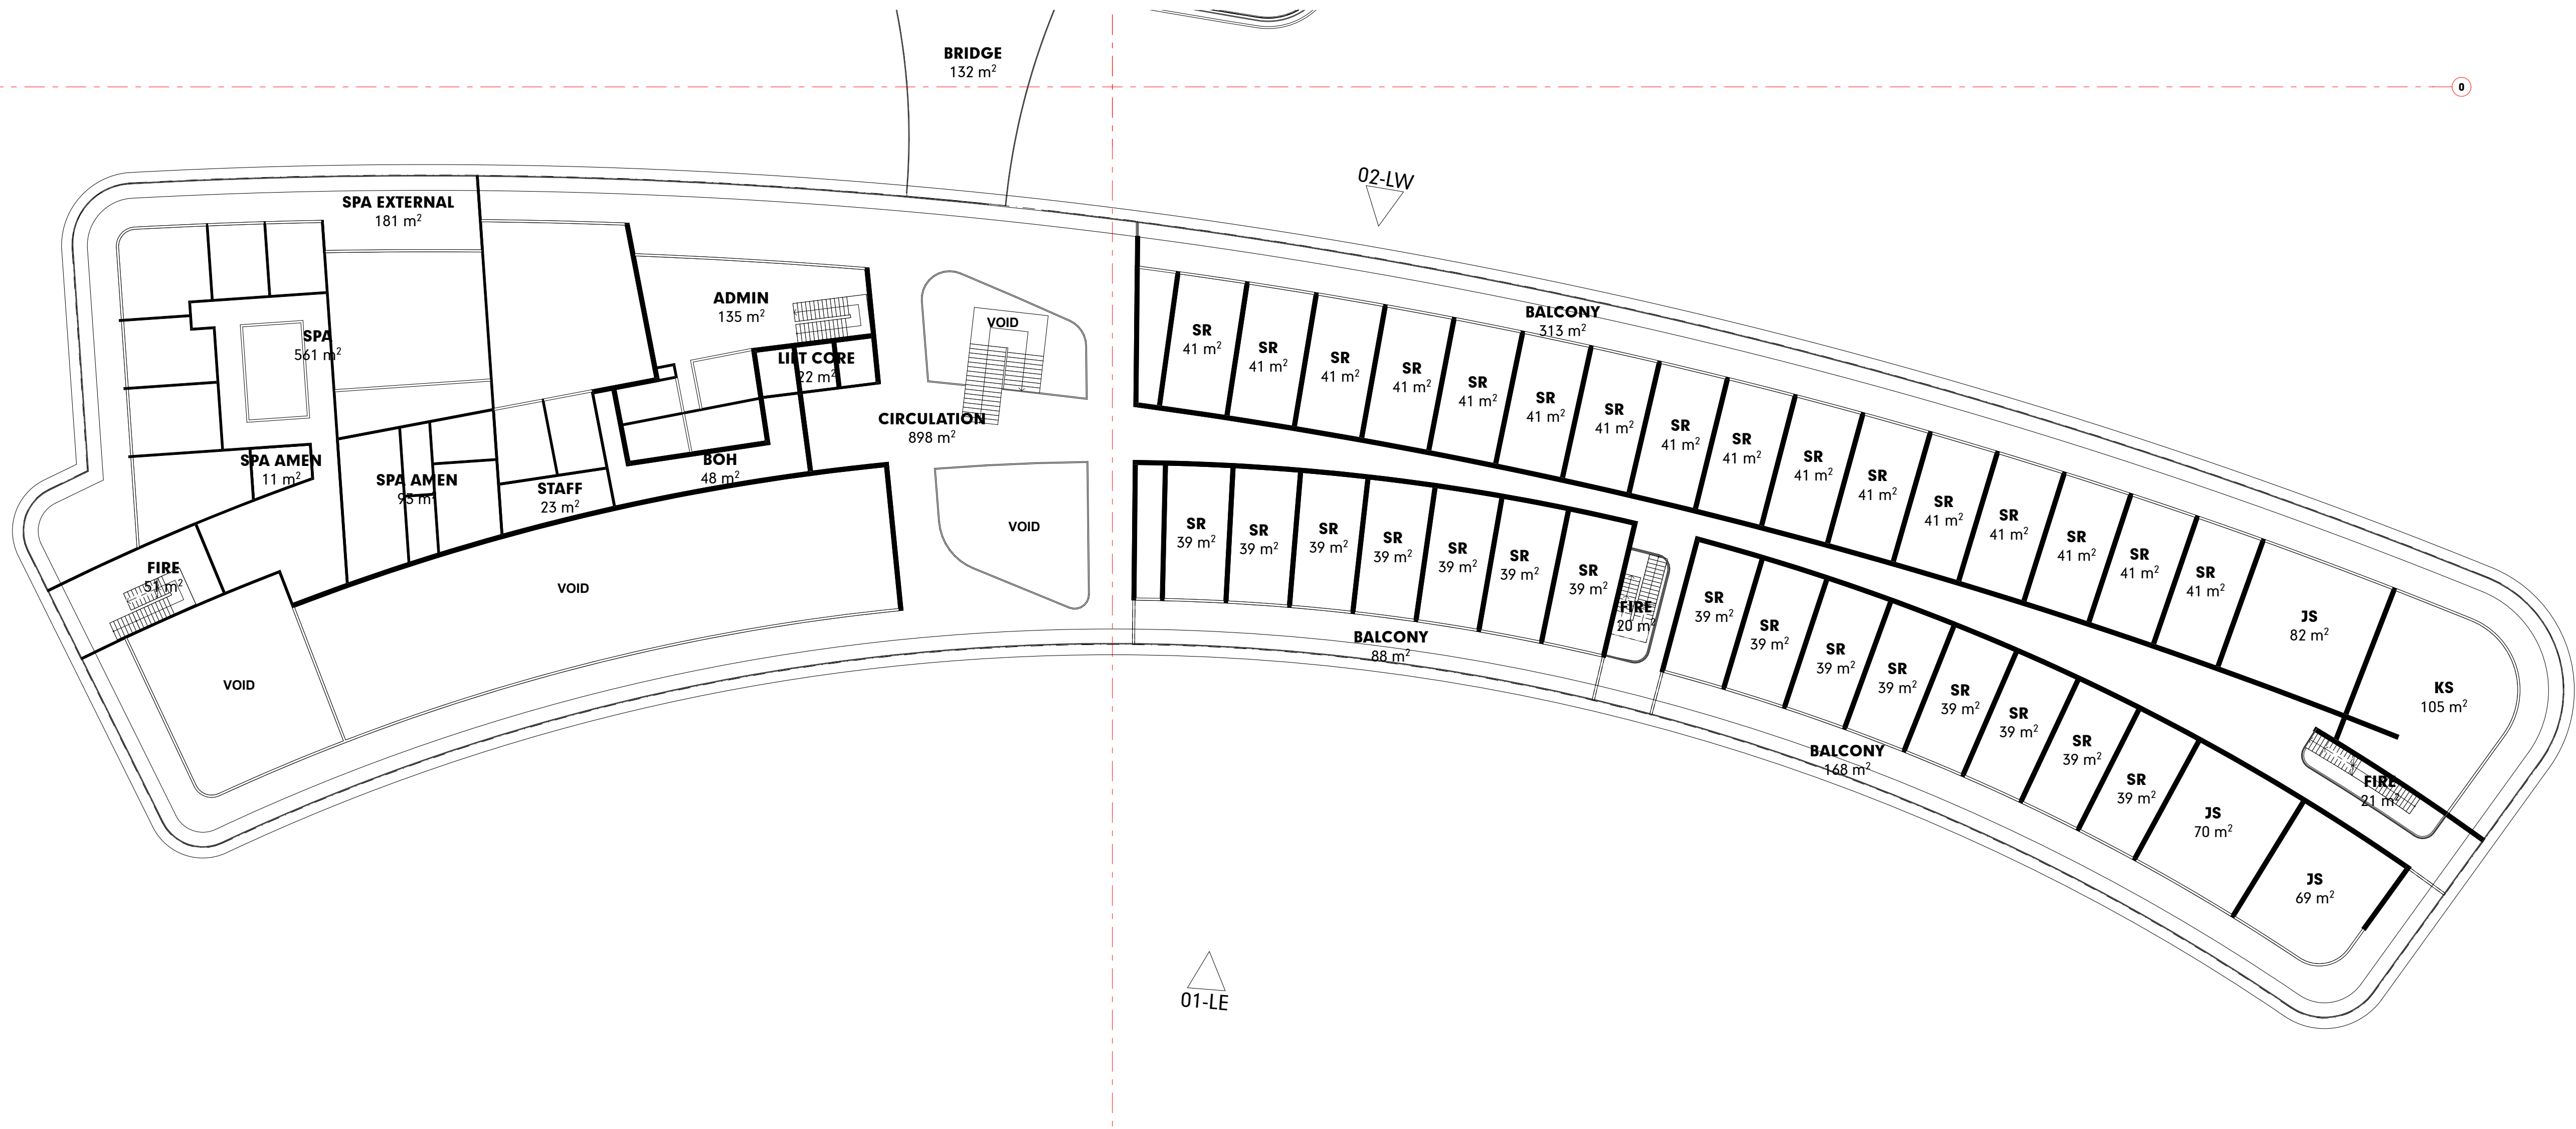 BRIDGE
132 m²
0
02-LW
SPA EXTERNAL
181 m²
ADMIN
135 m²
VOID
BALCONY
313 m²
SPA
561 m²
LIFT CORE
22 m²
CIRCULATION
898 m²
SR
41 m²
SR
41 m²
SR
41 m²
SR
41 m²
SR
41 m²
SR
41 m²
SR
41 m²
SR
41 m²
SR
41 m²
SR
41 m²
SR
41 m²
SR
41 m²
SR
41 m²
SR
41 m²
SR
41 m²
SR
41 m²
JS
82 m²
KS
105 m²
SPA AMEN
11 m²
SPA AMEN
93 m²
STAFF
23 m²
BOH
48 m²
VOID
SR
39 m²
SR
39 m²
SR
39 m²
SR
39 m²
SR
39 m²
SR
39 m²
SR
39 m²
FIRE
20 m²
SR
39 m²
SR
39 m²
SR
39 m²
SR
39 m²
SR
39 m²
SR
39 m²
SR
39 m²
SR
39 m²
JS
70 m²
JS
69 m²
FIRE
21 m²
FIRE
51 m²
VOID
VOID
BALCONY
88 m²
BALCONY
168 m²
01-LE